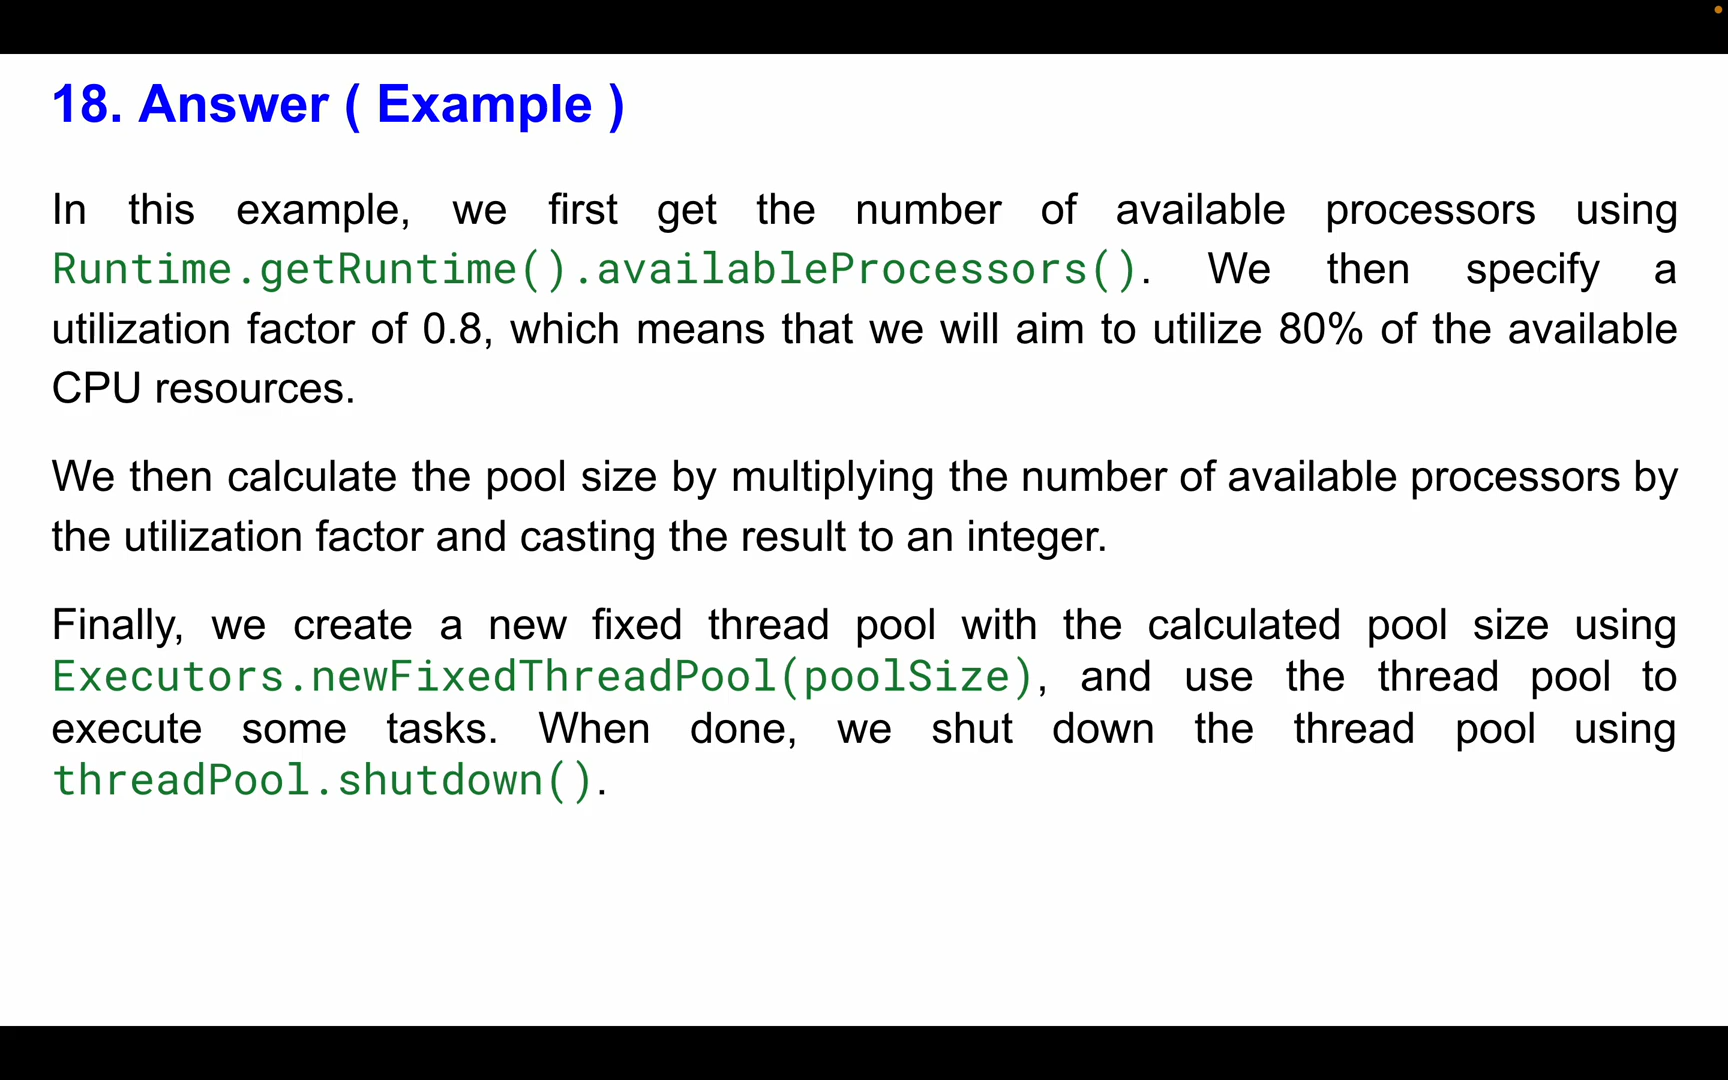 18. Answer ( Example )
In this example, we first get the number of available processors using
Runtime.getRuntime().availableProcessors(). We then specify a
utilization factor of 0.8, which means that we will aim to utilize 80% of the available
CPU resources.
We then calculate the pool size by multiplying the number of available processors by
the utilization factor and casting the result to an integer.
Finally, we create a new fixed thread pool with the calculated pool size using
Executors.newFixedThreadPool(poolSize), and use the thread pool to
execute some tasks. When done, we shut down the thread pool using
threadPool.shutdown().